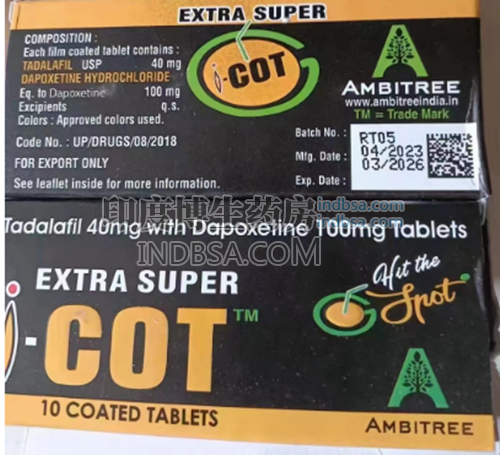 EXTRA SUPER
COMPOSITION :
Each film coated tablet contains :
TADALAFIL USP 40 mg
DAPOXETINE HYDROCHLORIDE
Eq. to Dapoxetine 100 mg
Excipients q.s.
Colors : Approved colors used.
Code No. : UP/DRUGS/08/2018
FOR EXPORT ONLY
See leaflet inside for more information.
i-COT
AMBITREE
www.ambitreeindia.in
TM = Trade Mark
Batch No. : RT05
Mfg. Date : 04/2023
Exp. Date : 03/2026
indbsa.com
印度博生药房
indbsa.com
INDBSA.COM
Tadalafil 40mg with Dapoxetine 100mg Tablets
EXTRA SUPER
i-COT™
10 COATED TABLETS
Hit the
G Spot
AMBITREE